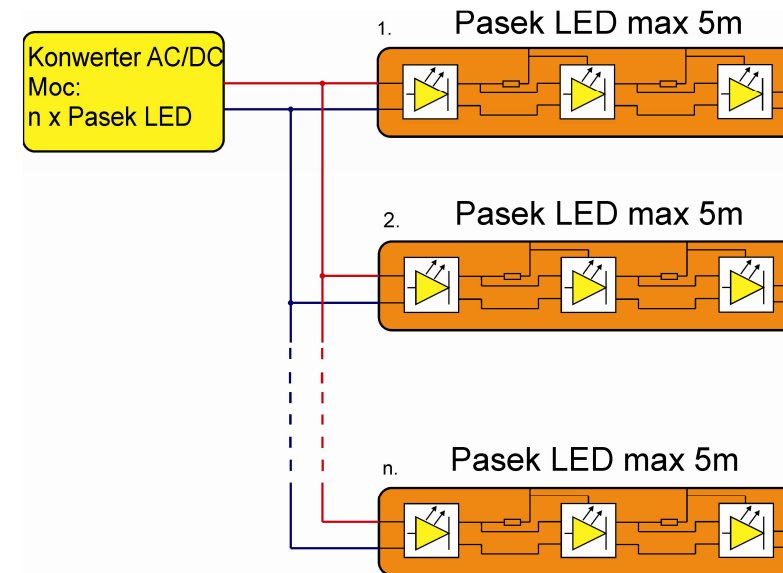 1. Pasek LED max 5m
Konwerter AC/DC
Moc:
n x Pasek LED
2. Pasek LED max 5m
n. Pasek LED max 5m